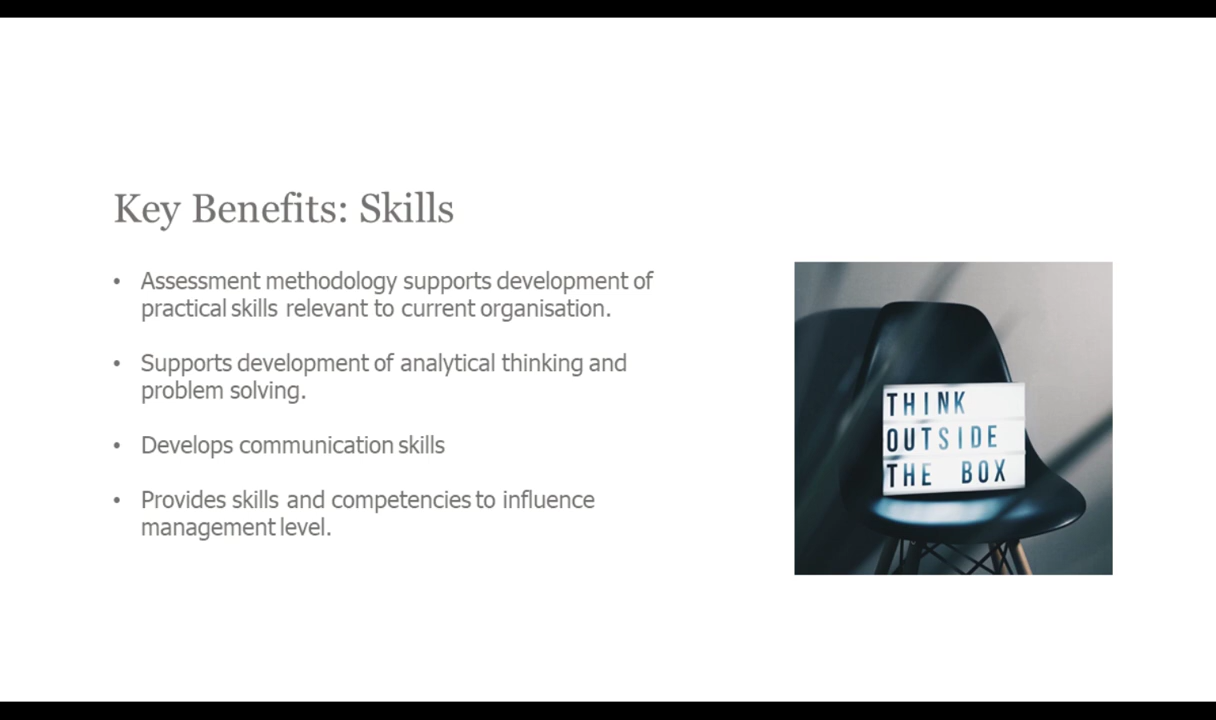 Key Benefits: Skills
• Assessment methodology supports development of
practical skills relevant to current organisation.
• Supports development of analytical thinking and
problem solving.
• Develops communication skills
• Provides skills and competencies to influence
management level.
THINK
OUTSIDE
THE BOX